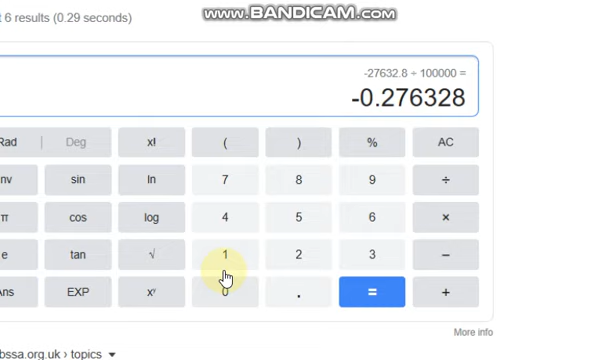 6 results (0.29 seconds)
www.BANDICAM.com
-27632.8 ÷ 100000 =
-0.276328
Rad Deg x! ( ) % AC
nv sin ln 7 8 9 ÷
π cos log 4 5 6 ×
e tan √ 1 2 3 −
Ans EXP xʸ 0 . = +
More info
bssa.org.uk › topics